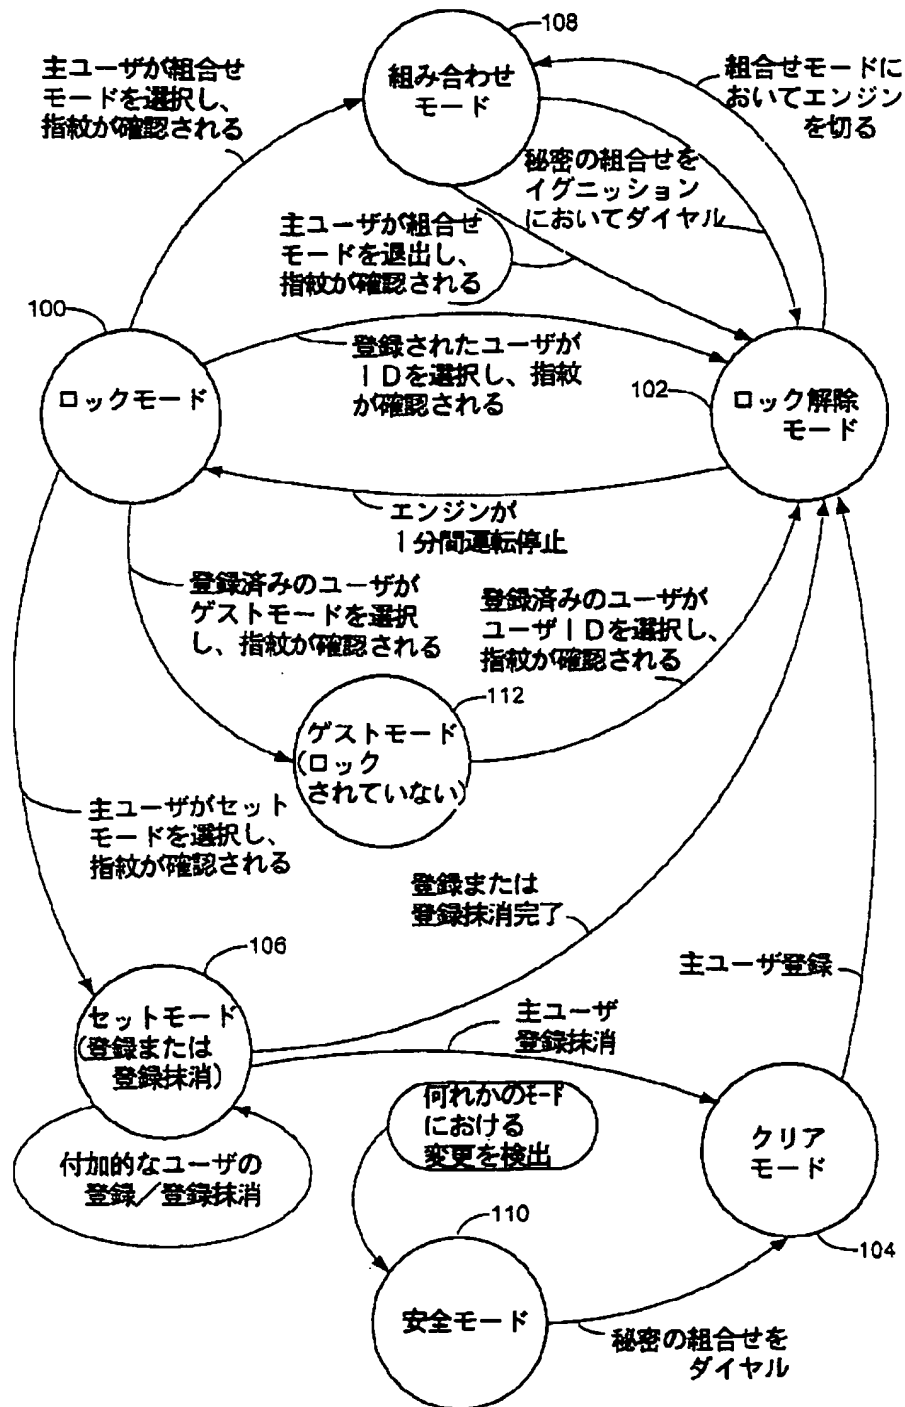 108
主ユーザが組合せ
モードを選択し、
指紋が確認される
組み合わせ
モード
組合せモードに
おいてエンジン
を切る
秘密の組合せを
イグニッション
においてダイヤル
主ユーザが組合せ
モードを退出し、
指紋が確認される
100
ロックモード
登録されたユーザが
IDを選択し、指紋
が確認される
102
ロック解除
モード
エンジンが
1分間運転停止
登録済みのユーザが
ゲストモードを選択
し、指紋が確認される
登録済みのユーザが
ユーザIDを選択し、
指紋が確認される
112
ゲストモード
(ロック
されていない)
主ユーザがセット
モードを選択し、
指紋が確認される
登録または
登録抹消完了
106
主ユーザ登録
セットモード
(登録または
登録抹消)
主ユーザ
登録抹消
何れかのモード
における
変更を検出
クリア
モード
付加的なユーザの
登録／登録抹消
110
104
安全モード
秘密の組合せを
ダイヤル